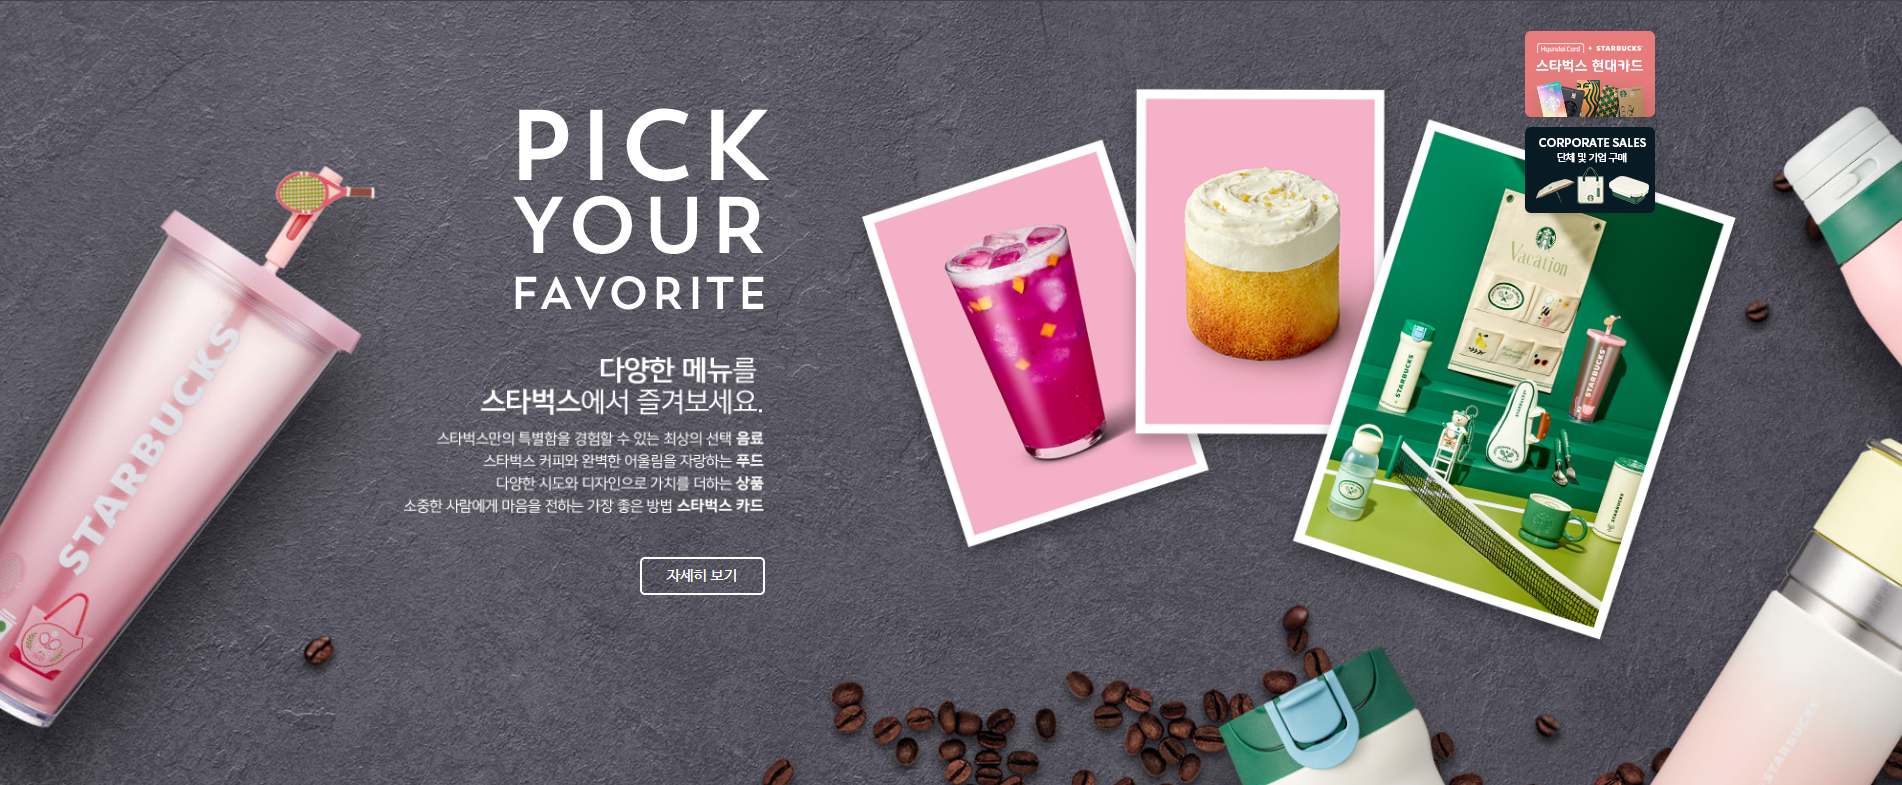 PICK
YOUR
FAVORITE
다양한 메뉴를
스타벅스에서 즐겨보세요.
스타벅스만의 특별함을 경험할 수 있는 최상의 선택 음료
스타벅스 커피와 완벽한 어울림을 자랑하는 푸드
다양한 시도와 디자인으로 가치를 더하는 상품
소중한 사람에게 마음을 전하는 가장 좋은 방법 스타벅스 카드
자세히 보기
STARBUCKS
Hyundai Card + STARBUCKS
스타벅스 현대카드
CORPORATE SALES
단체 및 기업 구매
Vacation
STARBUCKS
STARBUCKS
STARBUCKS
STARBUCKS